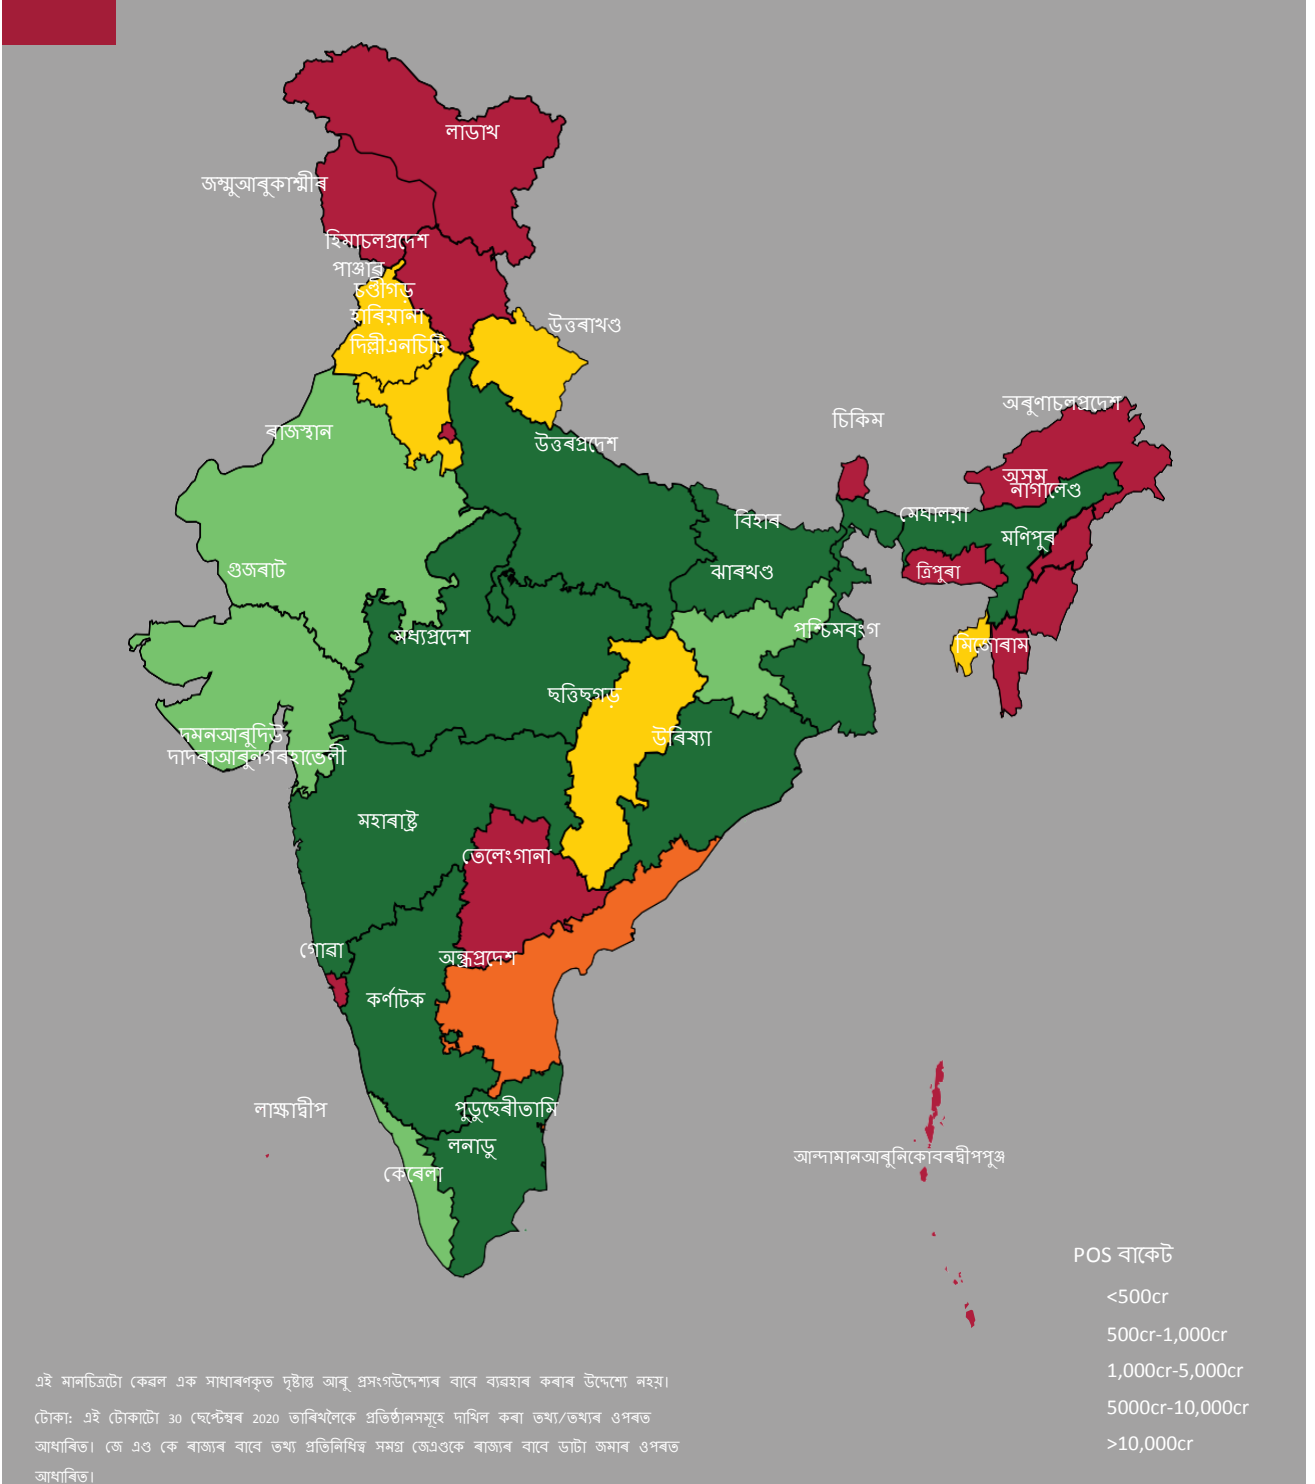 লাডাখ
জম্মুআৰুকাশ্মীৰ
হিমাচলপ্ৰদেশ
পাঞ্জাৱ
চণ্ডীগড়
হাৰিয়ানা
উত্তৰাখণ্ড
দিল্লীএনচিটি
অৰুণাচলপ্ৰদেশ
চিকিম
ৰাজস্থান
উত্তৰপ্ৰদেশ
অসম
নাগালেণ্ড
মেঘালয়া
বিহাৰ
মণিপুৰ
গুজৰাট
ঝাৰখণ্ড
ত্ৰিপুৰা
মধ্যপ্ৰদেশ
পশ্চিমবংগ
মিজোৰাম
ছত্তিছগড়
দমনআৰুদিউ
উৰিষ্যা
দাদৰাআৰুনগৰহাভেলী
মহাৰাষ্ট্ৰ
তেলেংগানা
গোৱা
অন্ধ্ৰপ্ৰদেশ
কৰ্ণাটক
লাক্ষাদ্বীপ
পুডুছেৰীতামি
লনাডু
আন্দামানআৰুনিকোবৰদ্বীপপুঞ্জ
কেৰেলা
POS বাকেট
<500cr
500cr-1,000cr
1,000cr-5,000cr
5000cr-10,000cr
>10,000cr
এই মানচিত্ৰটো কেৱল এক সাধাৰণকৃত দৃষ্টান্ত আৰু প্ৰসংগউদ্দেশ্যৰ বাবে ব্যৱহাৰ কৰাৰ উদ্দেশ্যে নহয়।
টোকা: এই টোকাটো 30 ছেপ্টেম্বৰ 2020 তাৰিখলৈকে প্ৰতিষ্ঠানসমূহে দাখিল কৰা তথ্য/তথ্যৰ ওপৰত
আধাৰিত। জে এণ্ড কে ৰাজ্যৰ বাবে তথ্য প্ৰতিনিধিত্ব সমগ্ৰ জেএণ্ডকে ৰাজ্যৰ বাবে ডাটা জমাৰ ওপৰত
আধাৰিত।